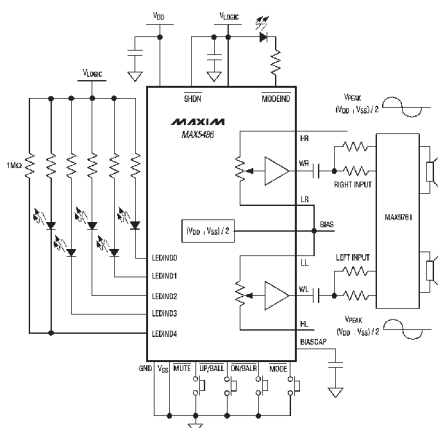 VDD
VLOGIC
VLOGIC
SHDN
MODEIND
MAXIM
MAX5486
1MΩ
HR
WR
LR
VPEAK
(VDD - VSS) / 2
RIGHT INPUT
MAX9761
(VDD - VSS) / 2
BIAS
LEDIND0
LEDIND1
LEDIND2
LEDIND3
LEDIND4
LL
WL
HL
LEFT INPUT
VPEAK
(VDD - VSS) / 2
BIASCAP
GND VSS MUTE UP/BALL DN/BALR MODE